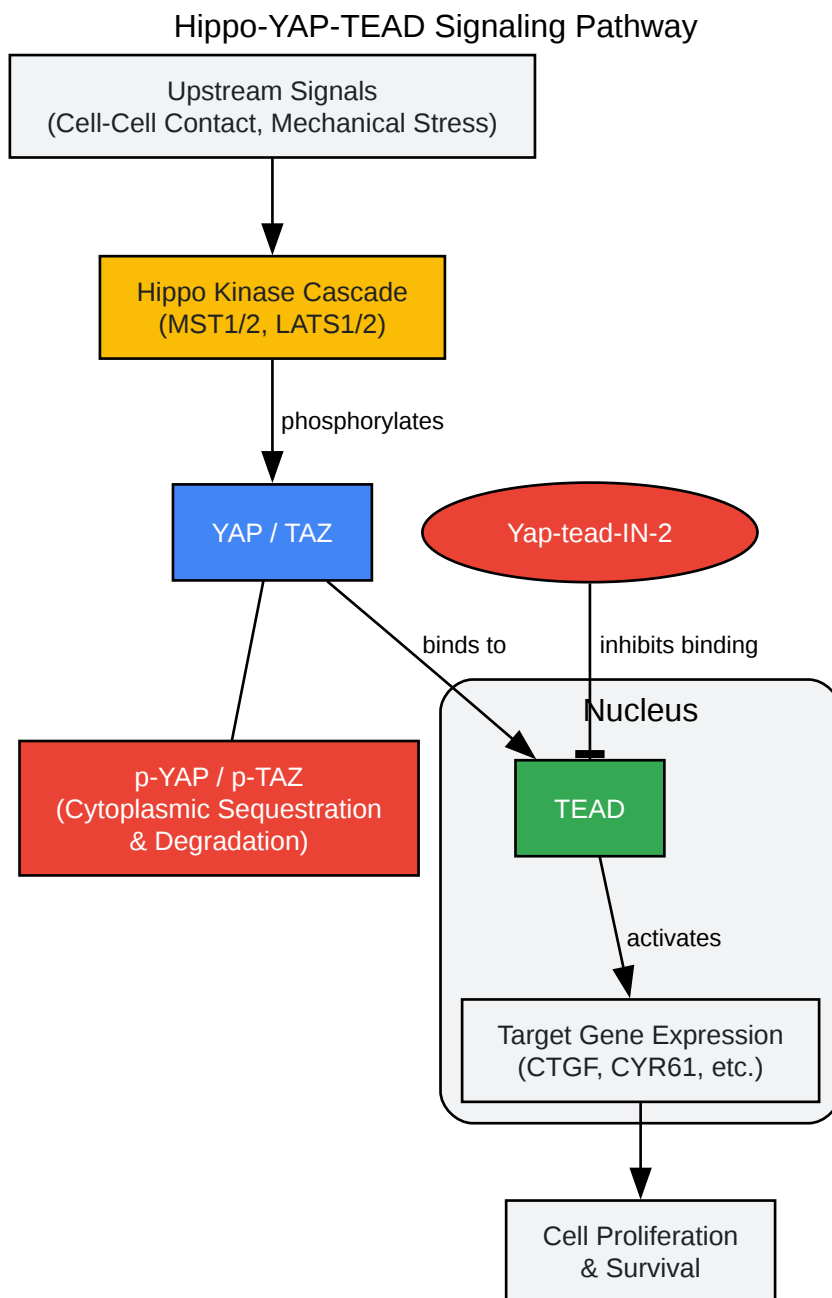 Hippo-YAP-TEAD Signaling Pathway
Upstream Signals
(Cell-Cell Contact, Mechanical Stress)
Hippo Kinase Cascade
(MST1/2, LATS1/2)
phosphorylates
YAP / TAZ
Yap-tead-IN-2
binds to
inhibits binding
Nucleus
p-YAP / p-TAZ
(Cytoplasmic Sequestration
& Degradation)
TEAD
activates
Target Gene Expression
(CTGF, CYR61, etc.)
Cell Proliferation
& Survival